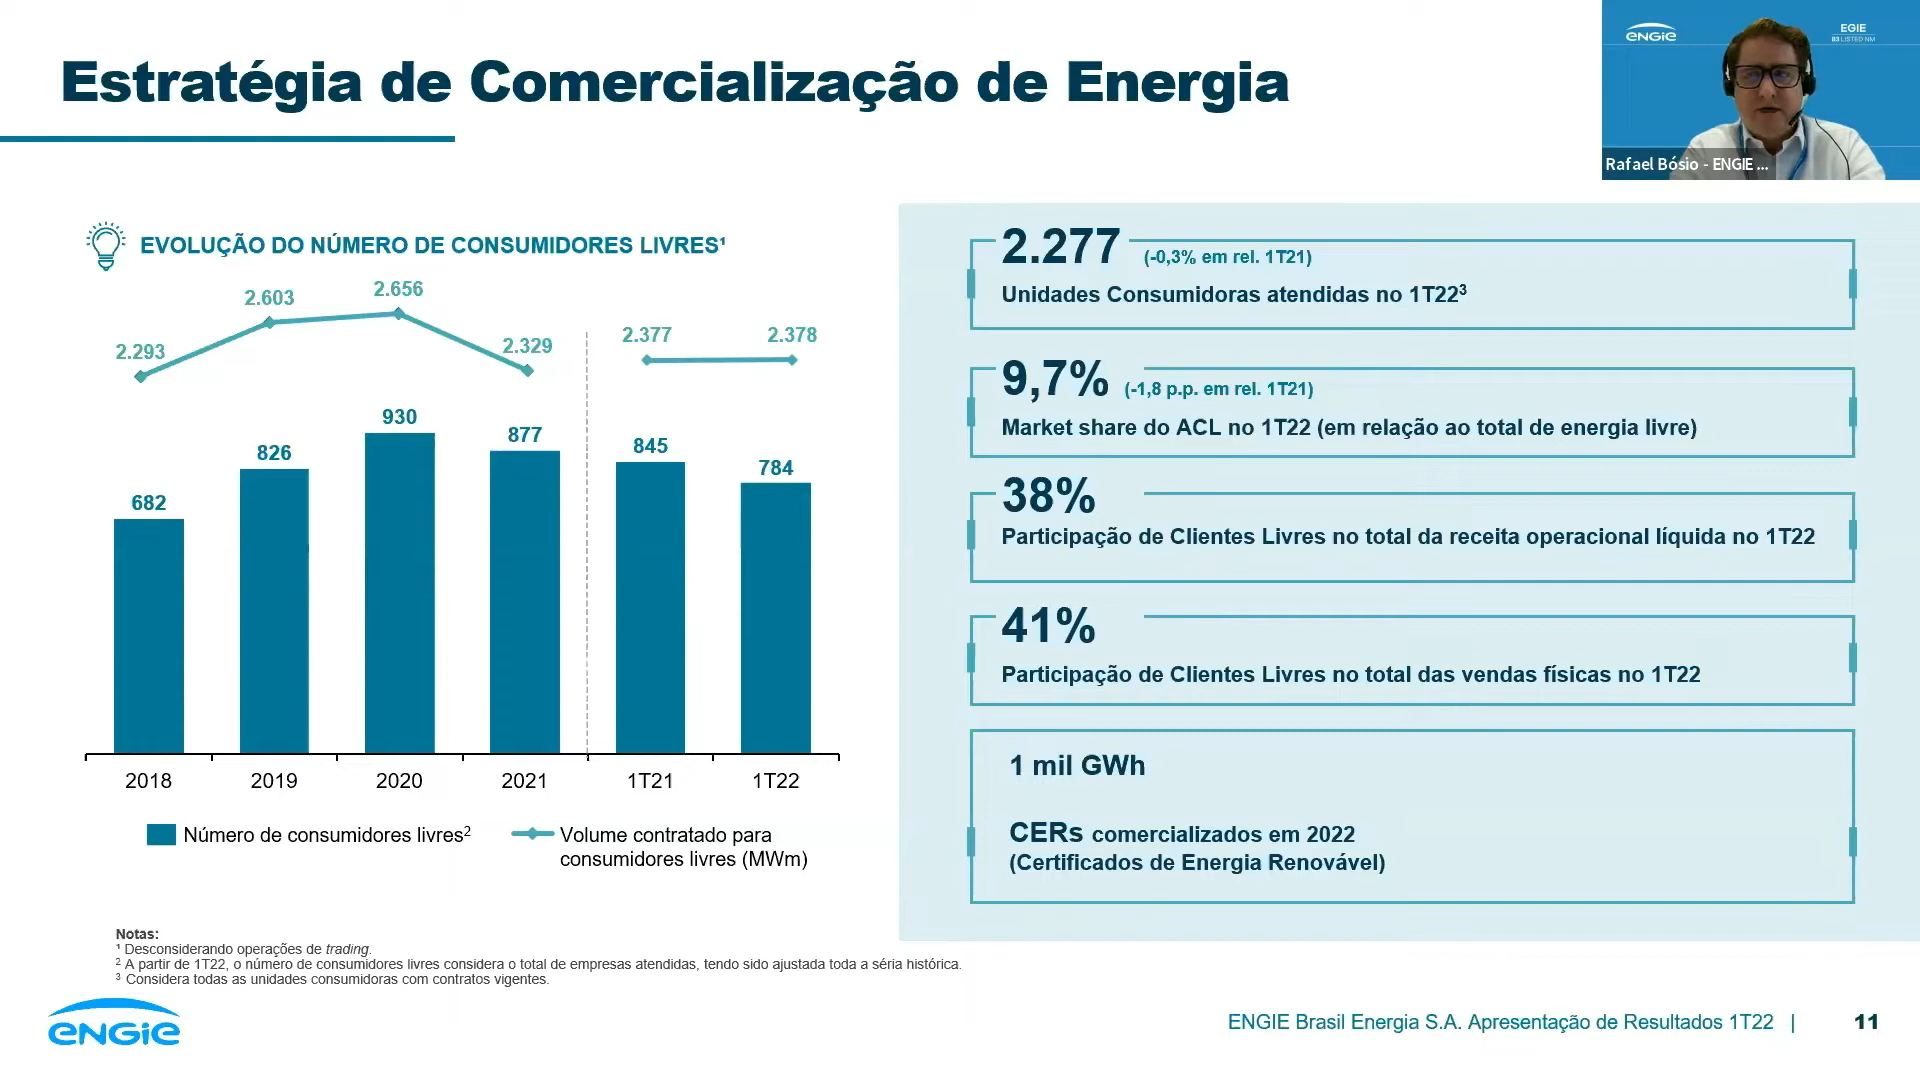 Estratégia de Comercialização de Energia
ENGIE
EGIE
B3 LISTED NM
Rafael Bósio - ENGIE ...
EVOLUÇÃO DO NÚMERO DE CONSUMIDORES LIVRES¹
2.293
2.603
2.656
2.329
2.377
2.378
682
826
930
877
845
784
2018
2019
2020
2021
1T21
1T22
Número de consumidores livres²
Volume contratado para
consumidores livres (MWm)
2.277 (-0,3% em rel. 1T21)
Unidades Consumidoras atendidas no 1T22³
9,7% (-1,8 p.p. em rel. 1T21)
Market share do ACL no 1T22 (em relação ao total de energia livre)
38%
Participação de Clientes Livres no total da receita operacional líquida no 1T22
41%
Participação de Clientes Livres no total das vendas físicas no 1T22
1 mil GWh
CERs comercializados em 2022
(Certificados de Energia Renovável)
Notas:
¹ Desconsiderando operações de trading.
² A partir de 1T22, o número de consumidores livres considera o total de empresas atendidas, tendo sido ajustada toda a séria histórica.
³ Considera todas as unidades consumidoras com contratos vigentes.
ENGIE
ENGIE Brasil Energia S.A. Apresentação de Resultados 1T22 |
11